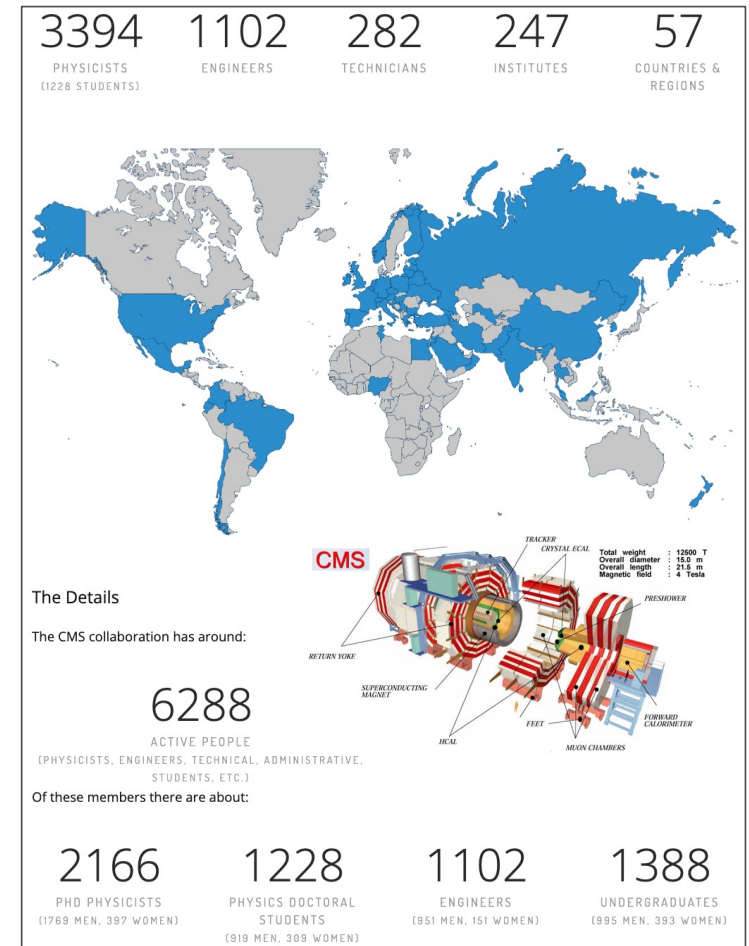 3394 1102 282 247 57
PHYSICISTS ENGINEERS TECHNICIANS INSTITUTES COUNTRIES &
(1228 STUDENTS) REGIONS
CMS
TRACKER
CRYSTAL ECAL
Total weight : 12500 T
Overall diameter : 15.0 m
Overall length : 21.5 m
Magnetic field : 4 Tesla
PRESHOWER
RETURN YOKE
SUPERCONDUCTING
MAGNET
HCAL
FEET
MUON CHAMBERS
FORWARD
CALORIMETER
The Details
The CMS collaboration has around:
6288
ACTIVE PEOPLE
(PHYSICISTS, ENGINEERS, TECHNICAL, ADMINISTRATIVE,
STUDENTS, ETC.)
Of these members there are about:
2166 1228 1102 1388
PHD PHYSICISTS PHYSICS DOCTORAL ENGINEERS UNDERGRADUATES
(1769 MEN, 397 WOMEN) STUDENTS (951 MEN, 151 WOMEN) (995 MEN, 393 WOMEN)
(919 MEN, 309 WOMEN)